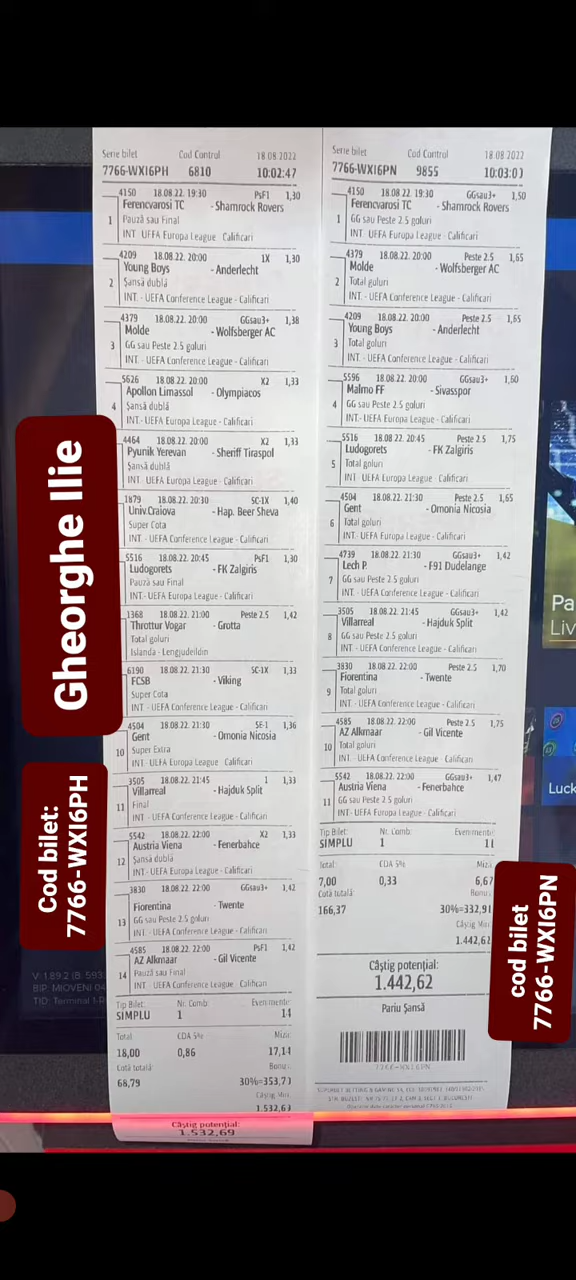 Serie bilet Cod Control 18 08 2022
7766-WXI6PH 6810 10:02:47
4150 18.08.22. 19:30 PsF1 1,30
Ferencvarosi TC - Shamrock Rovers
1 Pauză sau Final
INT UEFA Europa League - Calificari
4209 18.08.22. 20:00 1X 1,30
Young Boys - Anderlecht
2 Șansă dublă
INT. - UEFA Conference League - Calificari
4379 18.08.22. 20:00 GGsau3+ 1,38
Molde - Wolfsberger AC
3 GG sau Peste 2.5 goluri
INT. - UEFA Conference League - Calificari
5626 18.08.22. 20:00 X2 1,33
Apollon Limassol - Olympiacos
4 Șansă dublă
INT.- UEFA Europa League - Calificari
4464 18.08.22. 20:00 X2 1,33
Pyunik Yerevan - Sheriff Tiraspol
Șansă dublă
INT UEFA Europa League - Calificari
1879 18.08.22. 20:30 SC-1X 1,40
Univ.Craiova - Hap. Beer Sheva
Super Cota
INT. - UEFA Conference League - Calificari
5516 18.08.22. 20:45 PsF1 1,30
Ludogorets - FK Zalgiris
Pauză sau Final
INT - UEFA Europa League - Calificari
1368 18.08.22. 21:00 Peste 2.5 1,42
Throttur Vogar - Grotta
Total goluri
Islanda - Lengjudeildin
6190 18.08.22. 21:30 SC-1X 1,33
FCSB - Viking
Super Cota
INT. - UEFA Conference League - Calificari
4504 18.08.22. 21:30 SE-1 1,36
Gent - Omonia Nicosia
10 Super Extra
INT. - UEFA Europa League - Calificari
3505 18.08.22. 21:45 1 1,33
Villarreal - Hajduk Split
11 Final
INT - UEFA Conference League - Calificari
5542 18.08.22. 22:00 X2 1,33
Austria Viena - Fenerbahce
12 Șansă dublă
INT UEFA Europa League - Calificari
3830 18.08.22. 22:00 GGsau3+ 1,42
Fiorentina - Twente
13 GG sau Peste 2.5 goluri
INT. - UEFA Conference League - Calificari
4585 18.08.22. 22:00 PsF1 1,42
AZ Alkmaar - Gil Vicente
14 Pauză sau Final
INT - UEFA Conference League - Calificari
Tip Bilet: Nr. Comb: Evenimente:
SIMPLU 1 14
Total: CDA 5% Miză:
18,00 0,86 17,14
Cotă totală: Bonus
68,79 30%=353,71
Câștig
1.532,69
Câștig potențial:
1.532,69
Serie bilet Cod Control 18 08 2022
7766-WXI6PN 9855 10:03:01
4150 18.08.22. 19:30 GGsau3+ 1,50
Ferencvarosi TC - Shamrock Rovers
1 GG sau Peste 2.5 goluri
INT UEFA Europa League - Calificari
4379 18.08.22. 20:00 Peste 2.5 1,65
Molde - Wolfsberger AC
2 Total goluri
INT. - UEFA Conference League - Calificari
4209 18.08.22. 20:00 Peste 2.5 1,65
Young Boys - Anderlecht
3 Total goluri
INT. - UEFA Conference League - Calificari
5596 18.08.22. 20:00 GGsau3+ 1,60
Malmo FF - Sivasspor
4 GG sau Peste 2.5 goluri
INT.- UEFA Europa League - Calificari
5516 18.08.22. 20:45 Peste 2.5 1,75
Ludogorets - FK Zalgiris
5 Total goluri
INT UEFA Europa League - Calificari
4504 18.08.22. 21:30 Peste 2.5 1,65
Gent - Omonia Nicosia
6 Total goluri
INT. - UEFA Europa League - Calificari
4739 18.08.22. 21:30 GGsau3+ 1,42
Lech P. - F91 Dudelange
7 GG sau Peste 2.5 goluri
INT. - UEFA Conference League - Calificari
3505 18.08.22. 21:45 GGsau3+ 1,42
Villarreal - Hajduk Split
8 GG sau Peste 2.5 goluri
INT. - UEFA Conference League - Calificari
3830 18.08.22. 22:00 Peste 2.5 1,70
Fiorentina - Twente
9 Total goluri
INT. - UEFA Conference League - Calificari
4585 18.08.22. 22:00 Peste 2.5 1,75
AZ Alkmaar - Gil Vicente
10 Total goluri
INT. - UEFA Conference League - Calificari
5542 18.08.22. 22:00 GGsau3+ 1,47
Austria Viena - Fenerbahce
11 GG sau Peste 2.5 goluri
INT UEFA Europa League - Calificari
Tip Bilet: Nr. Comb: Evenimente:
SIMPLU 1 11
Total: CDA 5% Miză:
7,00 0,33 6,67
Cotă totală: Bonus
166,37 30%=332,91
Câștig
1.442,62
Câștig potențial:
1.442,62
Pariu Șansă
7766-WXI6PN
Gheorghe Ilie
Cod bilet:
7766-WXI6PH
cod bilet
7766-WXI6PN
Pa
Liv
Luck